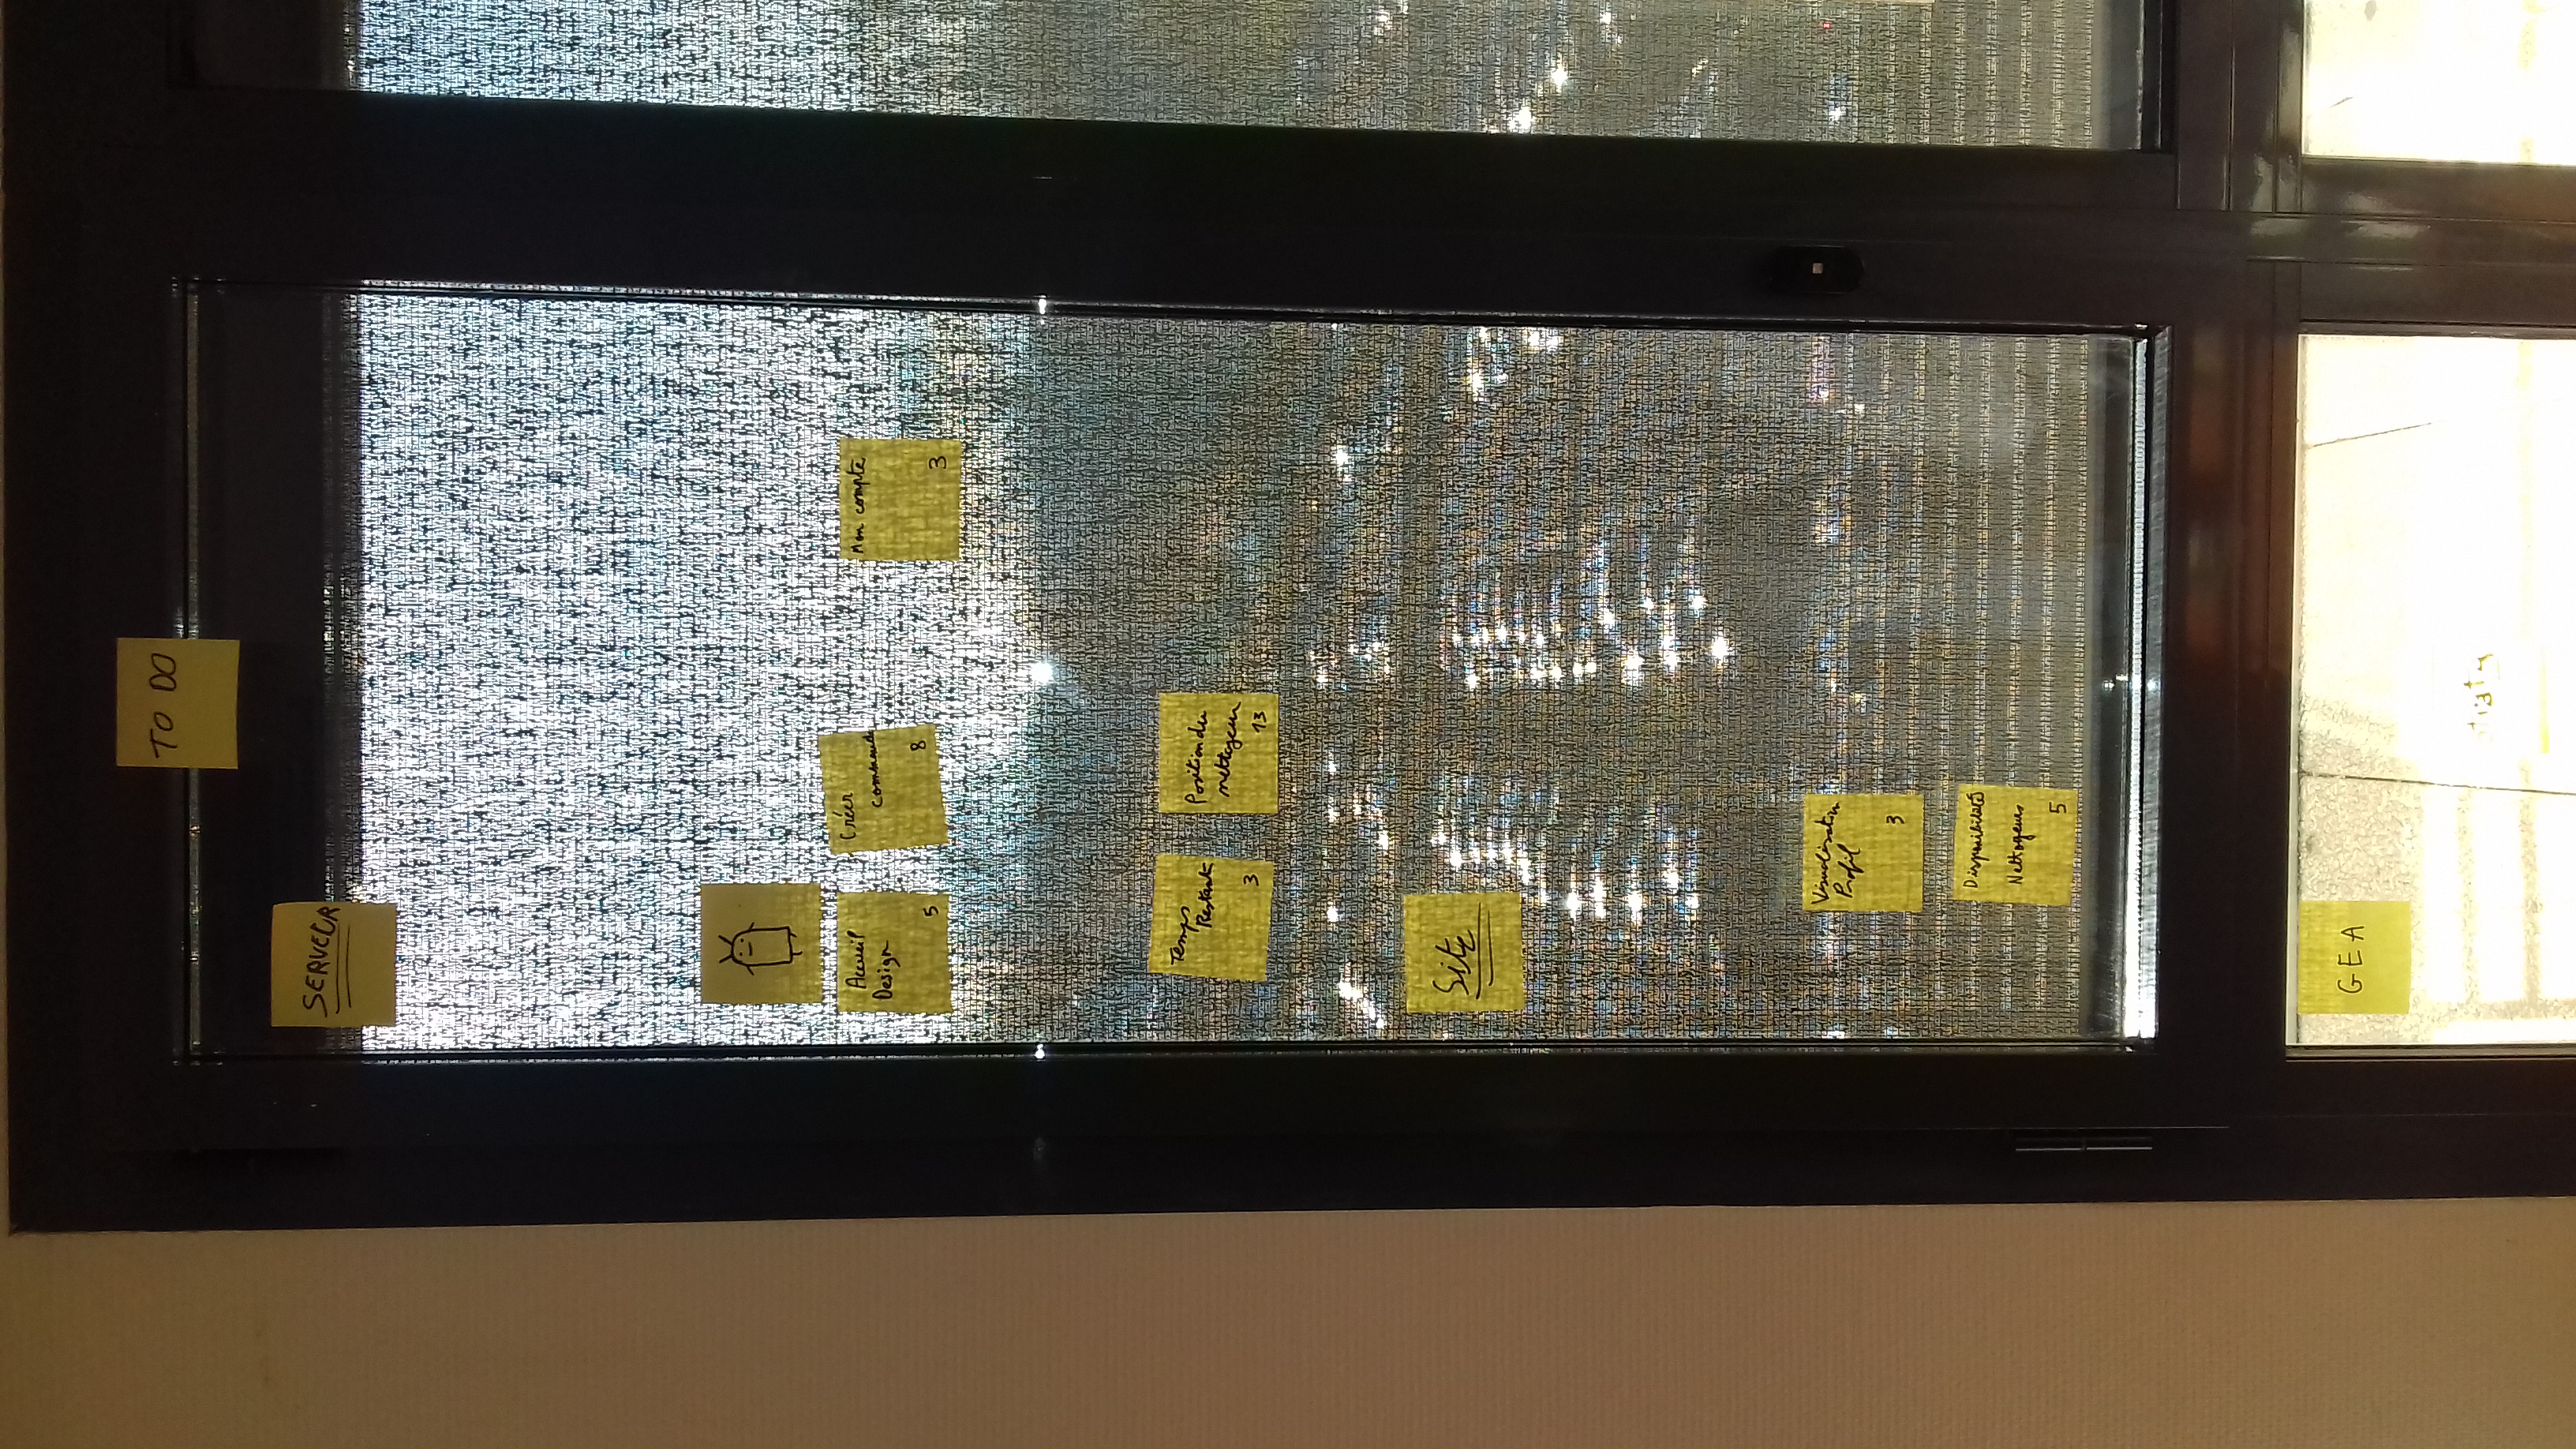 TO DO
SERVEUR
Accueil
Design
5
Créer
commande
8
Mon compte
3
Temps
Restant
3
Position du
nettoyeur
13
Site
Visualisation
Profil
3
Disponibilités
Nettoyeurs
5
GEA